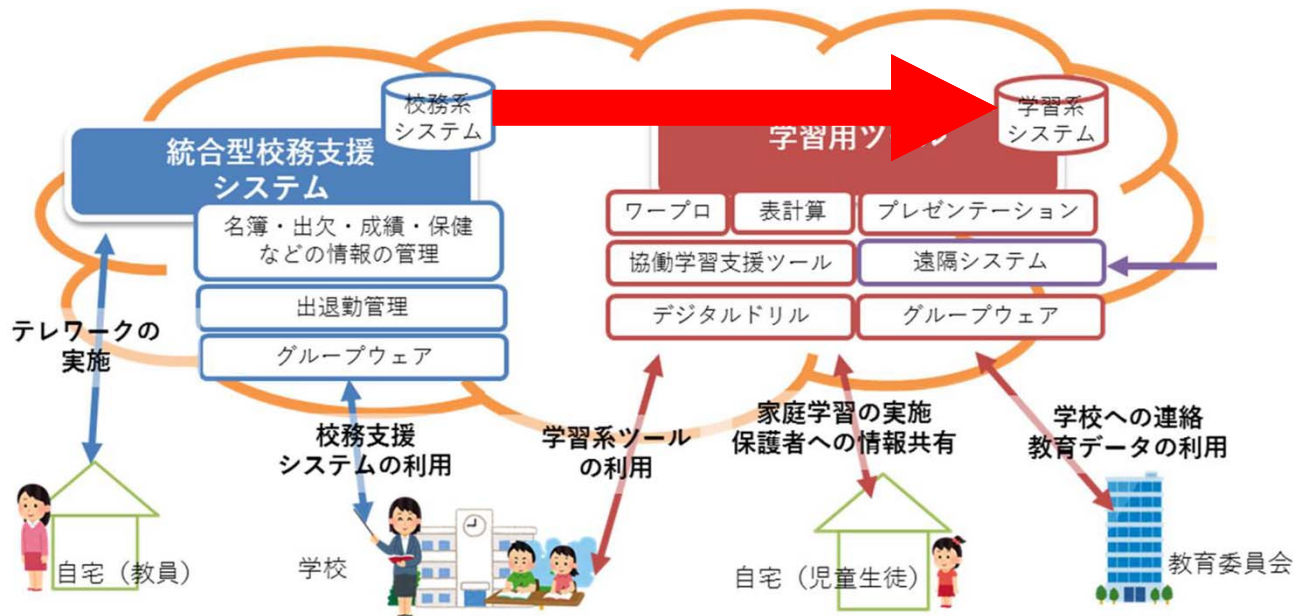 校務系
システム
学習系
システム
統合型校務支援
システム
学習用ツール
名簿・出欠・成績・保健
などの情報の管理
出退勤管理
グループウェア
ワープロ
表計算
プレゼンテーション
協働学習支援ツール
遠隔システム
デジタルドリル
グループウェア
テレワークの
実施
校務支援
システムの利用
学習系ツール
の利用
家庭学習の実施
保護者への情報共有
学校への連絡
教育データの利用
自宅（教員）
学校
自宅（児童生徒）
教育委員会